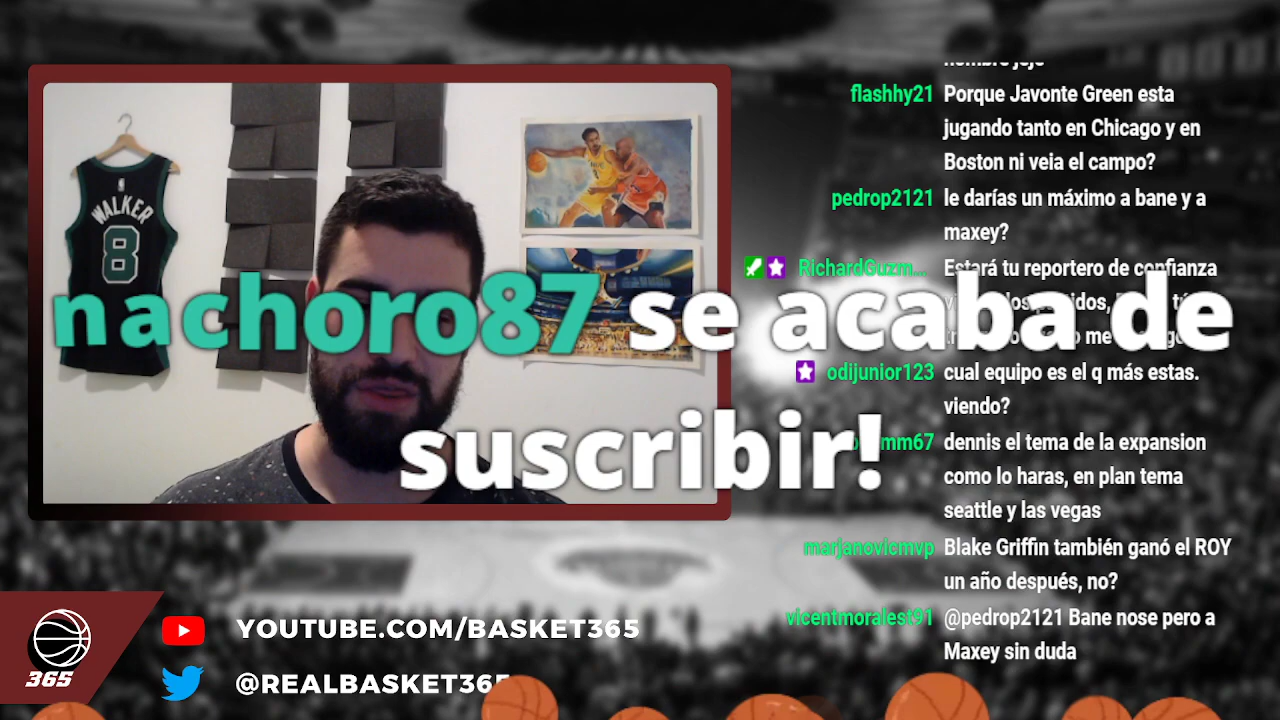 WALKER
8
nombre jeje
flashhy21 Porque Javonte Green esta
jugando tanto en Chicago y en
Boston ni veia el campo?
pedrop2121 le darías un máximo a bane y a
maxey?
RichardGuzm... Estará tu reportero de confianza
nachoro87 se acaba de
suscribir!
odijunior123 cual equipo es el q más estas.
viendo?
dennis el tema de la expansion
como lo haras, en plan tema
seattle y las vegas
marjanovicmvp Blake Griffin también ganó el ROY
un año después, no?
vicentmoralest91 @pedrop2121 Bane nose pero a
Maxey sin duda
365
YOUTUBE.COM/BASKET365
@REALBASKET365